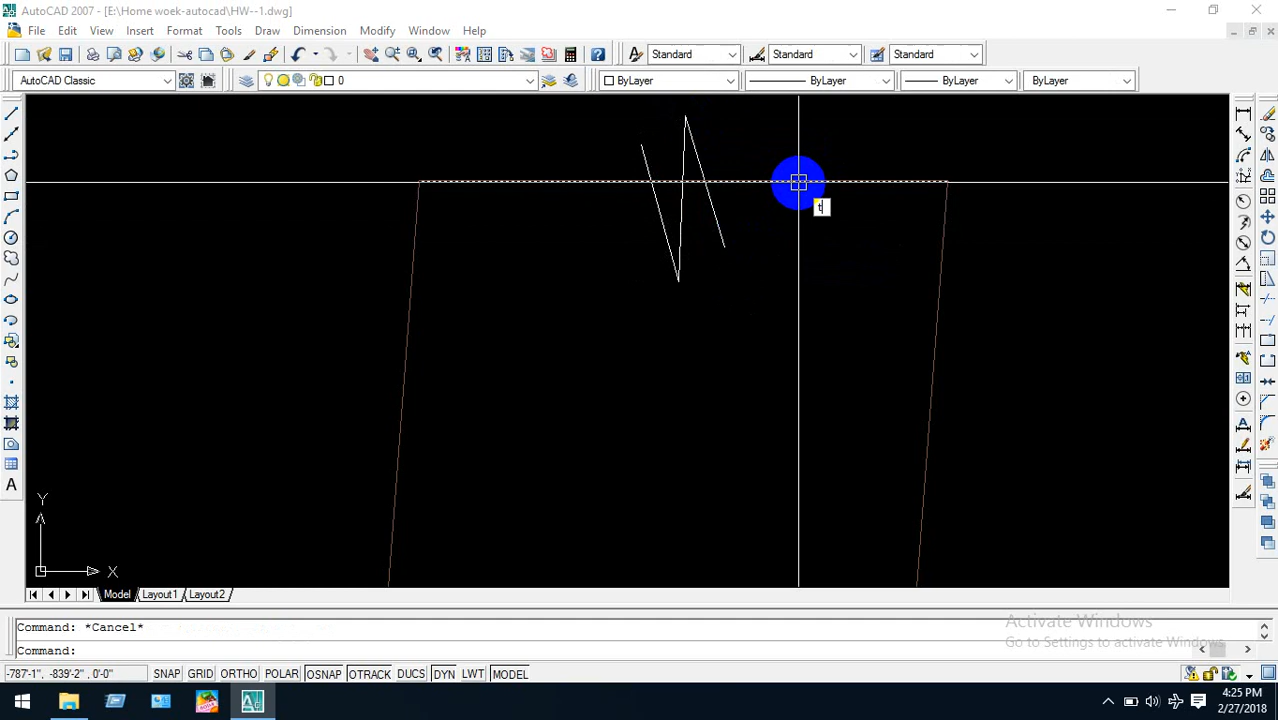 AutoCAD 2007 - [E:\Home woek-autocad\HW--1.dwg]
File Edit View Insert Format Tools Draw Dimension Modify Window Help
Standard Standard Standard
AutoCAD Classic 0 ByLayer ByLayer ByLayer ByLayer
t
Y
X
A
Model Layout1 Layout2
Command: *Cancel*
Command:
Activate Windows
Go to Settings to activate Windows.
-787'-1", -839'-2", 0'-0" SNAP GRID ORTHO POLAR OSNAP OTRACK DUCS DYN LWT MODEL
4:25 PM
2/27/2018